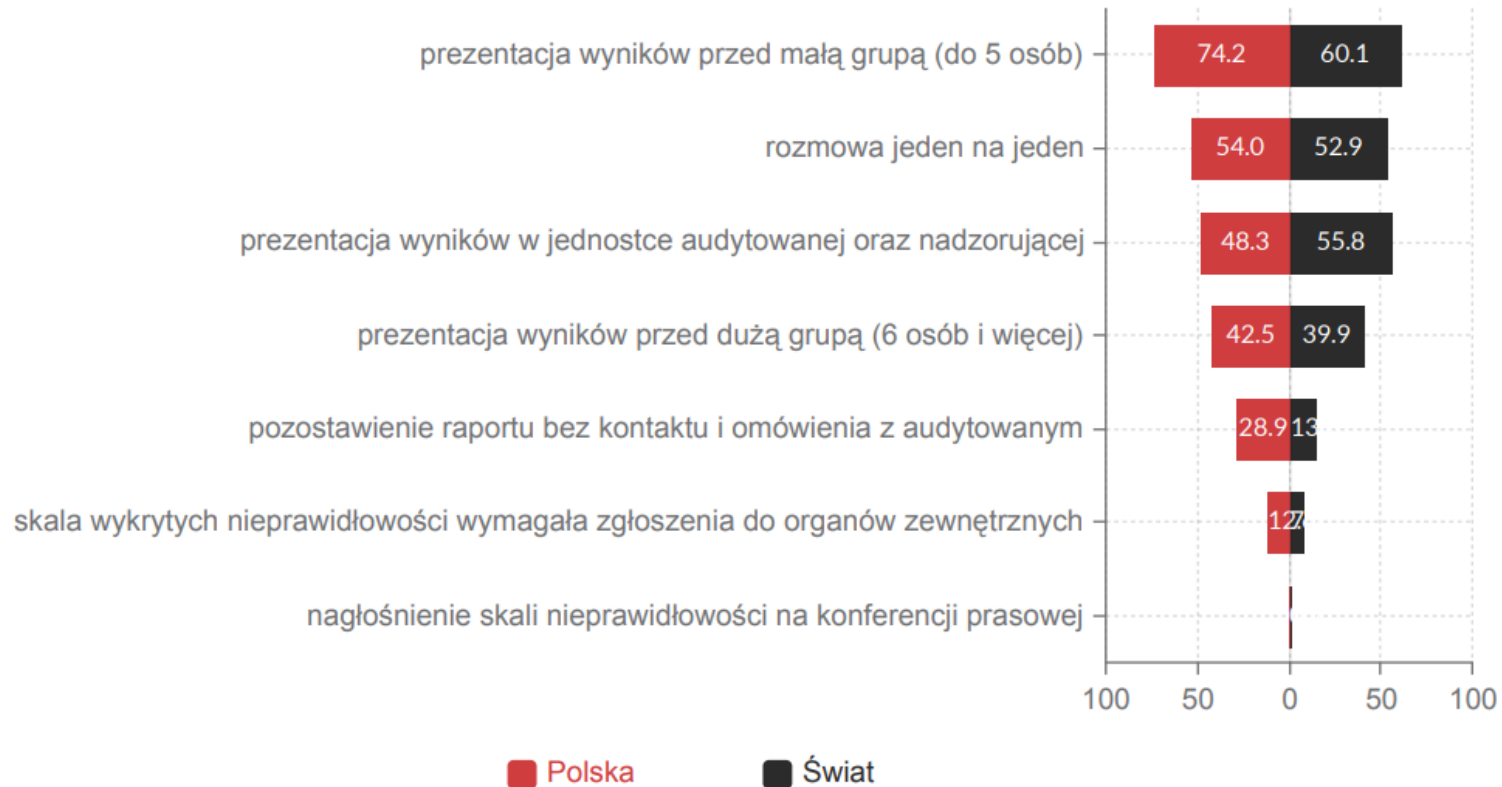 prezentacja wyników przed małą grupą (do 5 osób) 74.2 60.1
rozmowa jeden na jeden 54.0 52.9
prezentacja wyników w jednostce audytowanej oraz nadzorującej 48.3 55.8
prezentacja wyników przed dużą grupą (6 osób i więcej) 42.5 39.9
pozostawienie raportu bez kontaktu i omówienia z audytowanym 28.9 13
skala wykrytych nieprawidłowości wymagała zgłoszenia do organów zewnętrznych
nagłośnienie skali nieprawidłowości na konferencji prasowej
100 50 0 50 100
Polska Świat